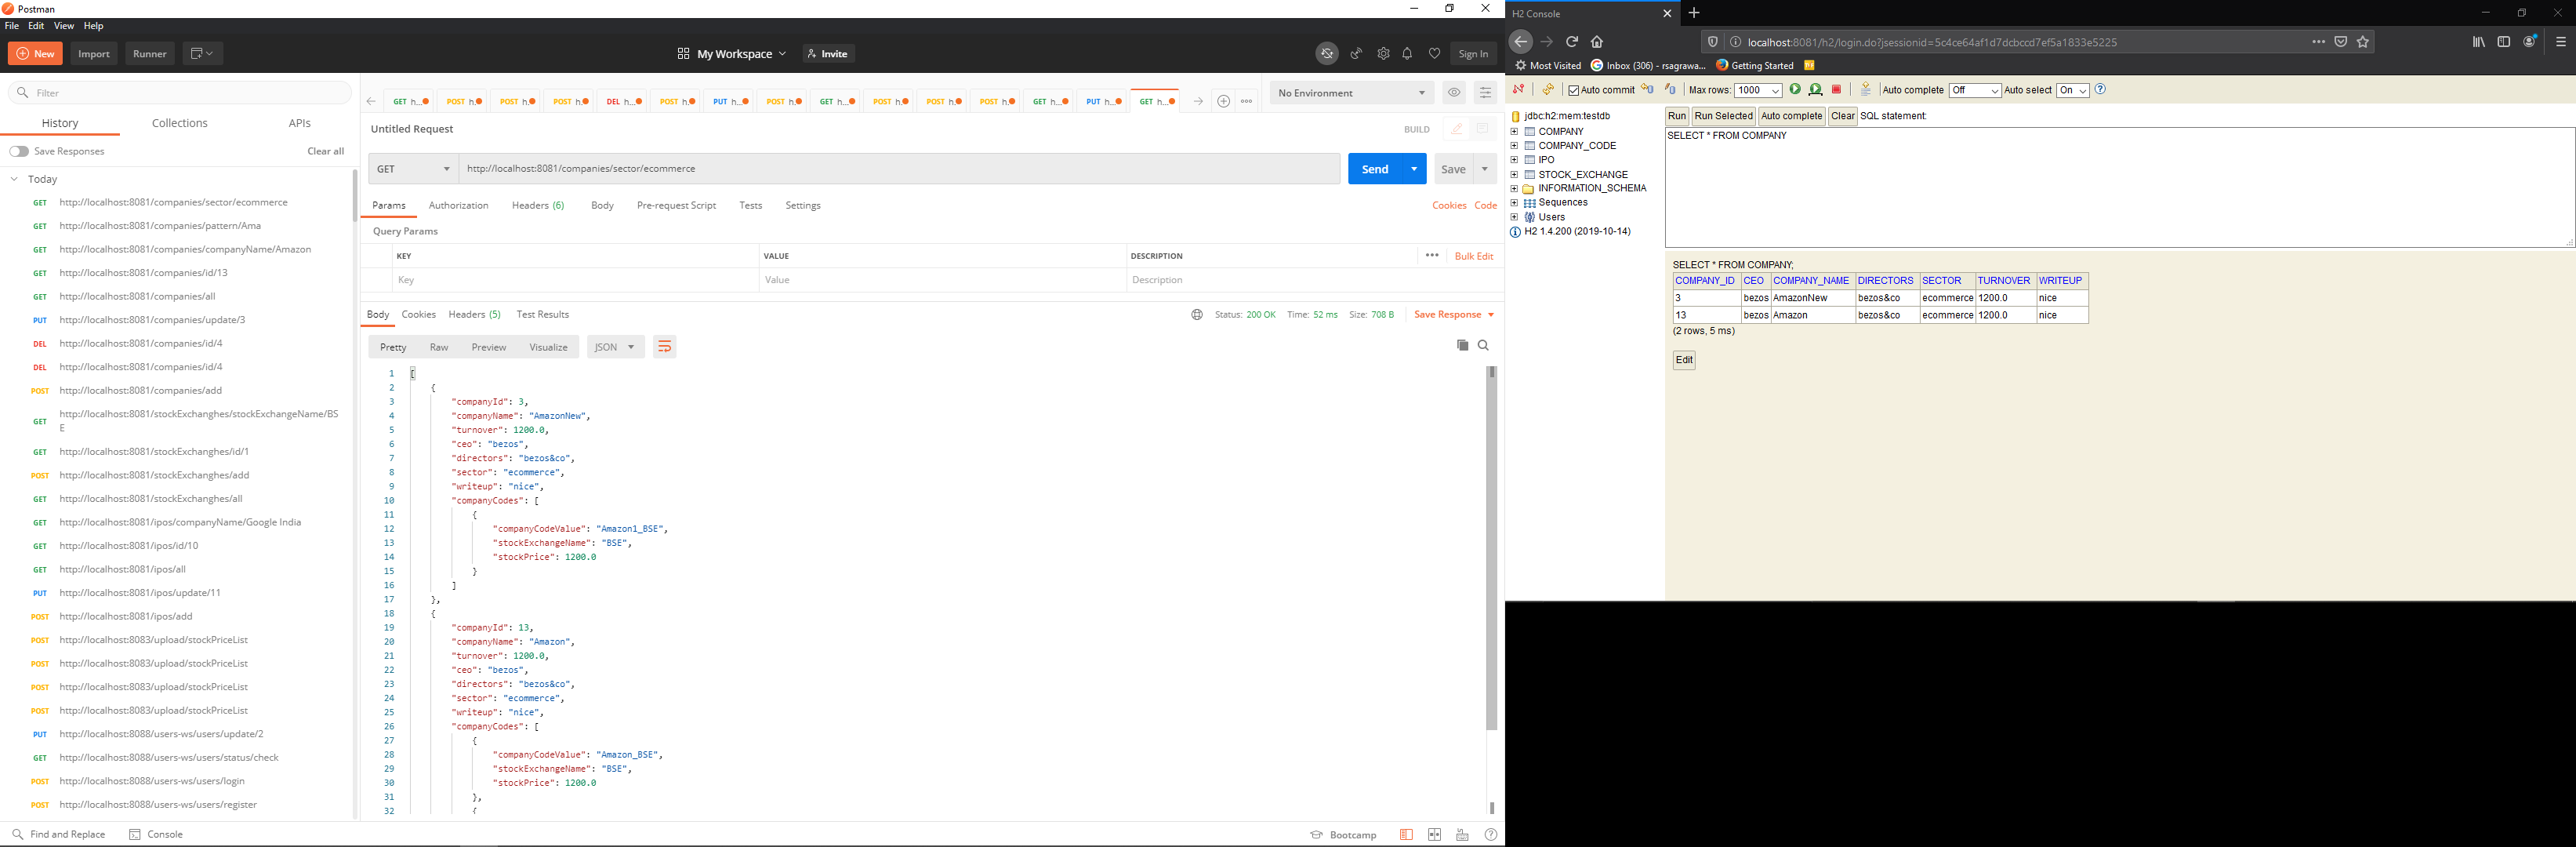 Postman
File Edit View Help
New Import Runner
My Workspace Invite
Sign In
Filter
History Collections APIs
Save Responses Clear all
Today
GET http://localhost:8081/companies/sector/ecommerce
GET http://localhost:8081/companies/pattern/Ama
GET http://localhost:8081/companies/companyName/Amazon
GET http://localhost:8081/companies/id/13
GET http://localhost:8081/companies/all
PUT http://localhost:8081/companies/update/3
DEL http://localhost:8081/companies/id/4
DEL http://localhost:8081/companies/id/4
POST http://localhost:8081/companies/add
GET http://localhost:8081/stockExchanghes/stockExchangeName/BS
E
GET http://localhost:8081/stockExchanghes/id/1
POST http://localhost:8081/stockExchanghes/add
GET http://localhost:8081/stockExchanghes/all
GET http://localhost:8081/ipos/companyName/Google India
GET http://localhost:8081/ipos/id/10
GET http://localhost:8081/ipos/all
PUT http://localhost:8081/ipos/update/11
POST http://localhost:8081/ipos/add
POST http://localhost:8083/upload/stockPriceList
POST http://localhost:8083/upload/stockPriceList
POST http://localhost:8083/upload/stockPriceList
POST http://localhost:8083/upload/stockPriceList
PUT http://localhost:8088/users-ws/users/update/2
GET http://localhost:8088/users-ws/users/status/check
POST http://localhost:8088/users-ws/users/login
POST http://localhost:8088/users-ws/users/register
Find and Replace Console
GET h... POST h. POST h. POST h. DEL h... POST h. PUT h... POST h. GET h... POST h. POST h. POST h. GET h... PUT h... GET h...
No Environment
Untitled Request
BUILD
GET http://localhost:8081/companies/sector/ecommerce Send Save
Params Authorization Headers (6) Body Pre-request Script Tests Settings Cookies Code
Query Params
KEY VALUE DESCRIPTION ••• Bulk Edit
Key Value Description
Body Cookies Headers (5) Test Results Status: 200 OK Time: 52 ms Size: 708 B Save Response
Pretty Raw Preview Visualize JSON
1 [
2 {
3 "companyId": 3,
4 "companyName": "AmazonNew",
5 "turnover": 1200.0,
6 "ceo": "bezos",
7 "directors": "bezos&co",
8 "sector": "ecommerce",
9 "writeup": "nice",
10 "companyCodes": [
11 {
12 "companyCodeValue": "Amazon1_BSE",
13 "stockExchangeName": "BSE",
14 "stockPrice": 1200.0
15 }
16 ]
17 },
18 {
19 "companyId": 13,
20 "companyName": "Amazon",
21 "turnover": 1200.0,
22 "ceo": "bezos",
23 "directors": "bezos&co",
24 "sector": "ecommerce",
25 "writeup": "nice",
26 "companyCodes": [
27 {
28 "companyCodeValue": "Amazon_BSE",
29 "stockExchangeName": "BSE",
30 "stockPrice": 1200.0
31 },
32 {
Bootcamp
H2 Console
localhost:8081/h2/login.do?jsessionid=5c4ce64af1d7dcbccd7ef5a1833e5225
Most Visited Inbox (306) - rsagrawa... Getting Started
Auto commit Max rows: 1000 Auto complete Off Auto select On
jdbc:h2:mem:testdb
COMPANY
COMPANY_CODE
IPO
STOCK_EXCHANGE
INFORMATION_SCHEMA
Sequences
Users
H2 1.4.200 (2019-10-14)
Run Run Selected Auto complete Clear SQL statement:
SELECT * FROM COMPANY
SELECT * FROM COMPANY;
COMPANY_ID CEO COMPANY_NAME DIRECTORS SECTOR TURNOVER WRITEUP
3 bezos AmazonNew bezos&co ecommerce 1200.0 nice
13 bezos Amazon bezos&co ecommerce 1200.0 nice
(2 rows, 5 ms)
Edit